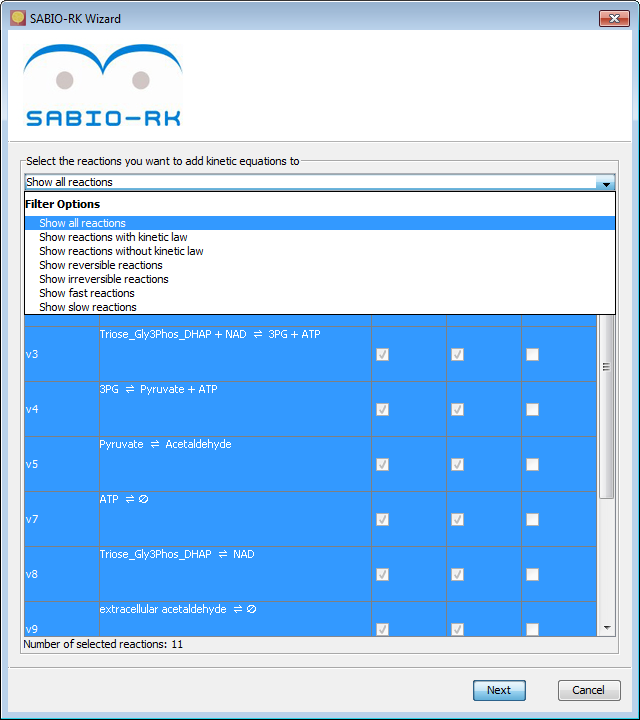 SABIO-RK Wizard
SABIO-RK
Select the reactions you want to add kinetic equations to
Show all reactions
Filter Options
Show all reactions
Show reactions with kinetic law
Show reactions without kinetic law
Show reversible reactions
Show irreversible reactions
Show fast reactions
Show slow reactions
v3 Triose_Gly3Phos_DHAP + NAD ⇌ 3PG + ATP
v4 3PG ⇌ Pyruvate + ATP
v5 Pyruvate ⇌ Acetaldehyde
v7 ATP ⇌ ∅
v8 Triose_Gly3Phos_DHAP ⇌ NAD
v9 extracellular acetaldehyde ⇌ ∅
Number of selected reactions: 11
Next Cancel